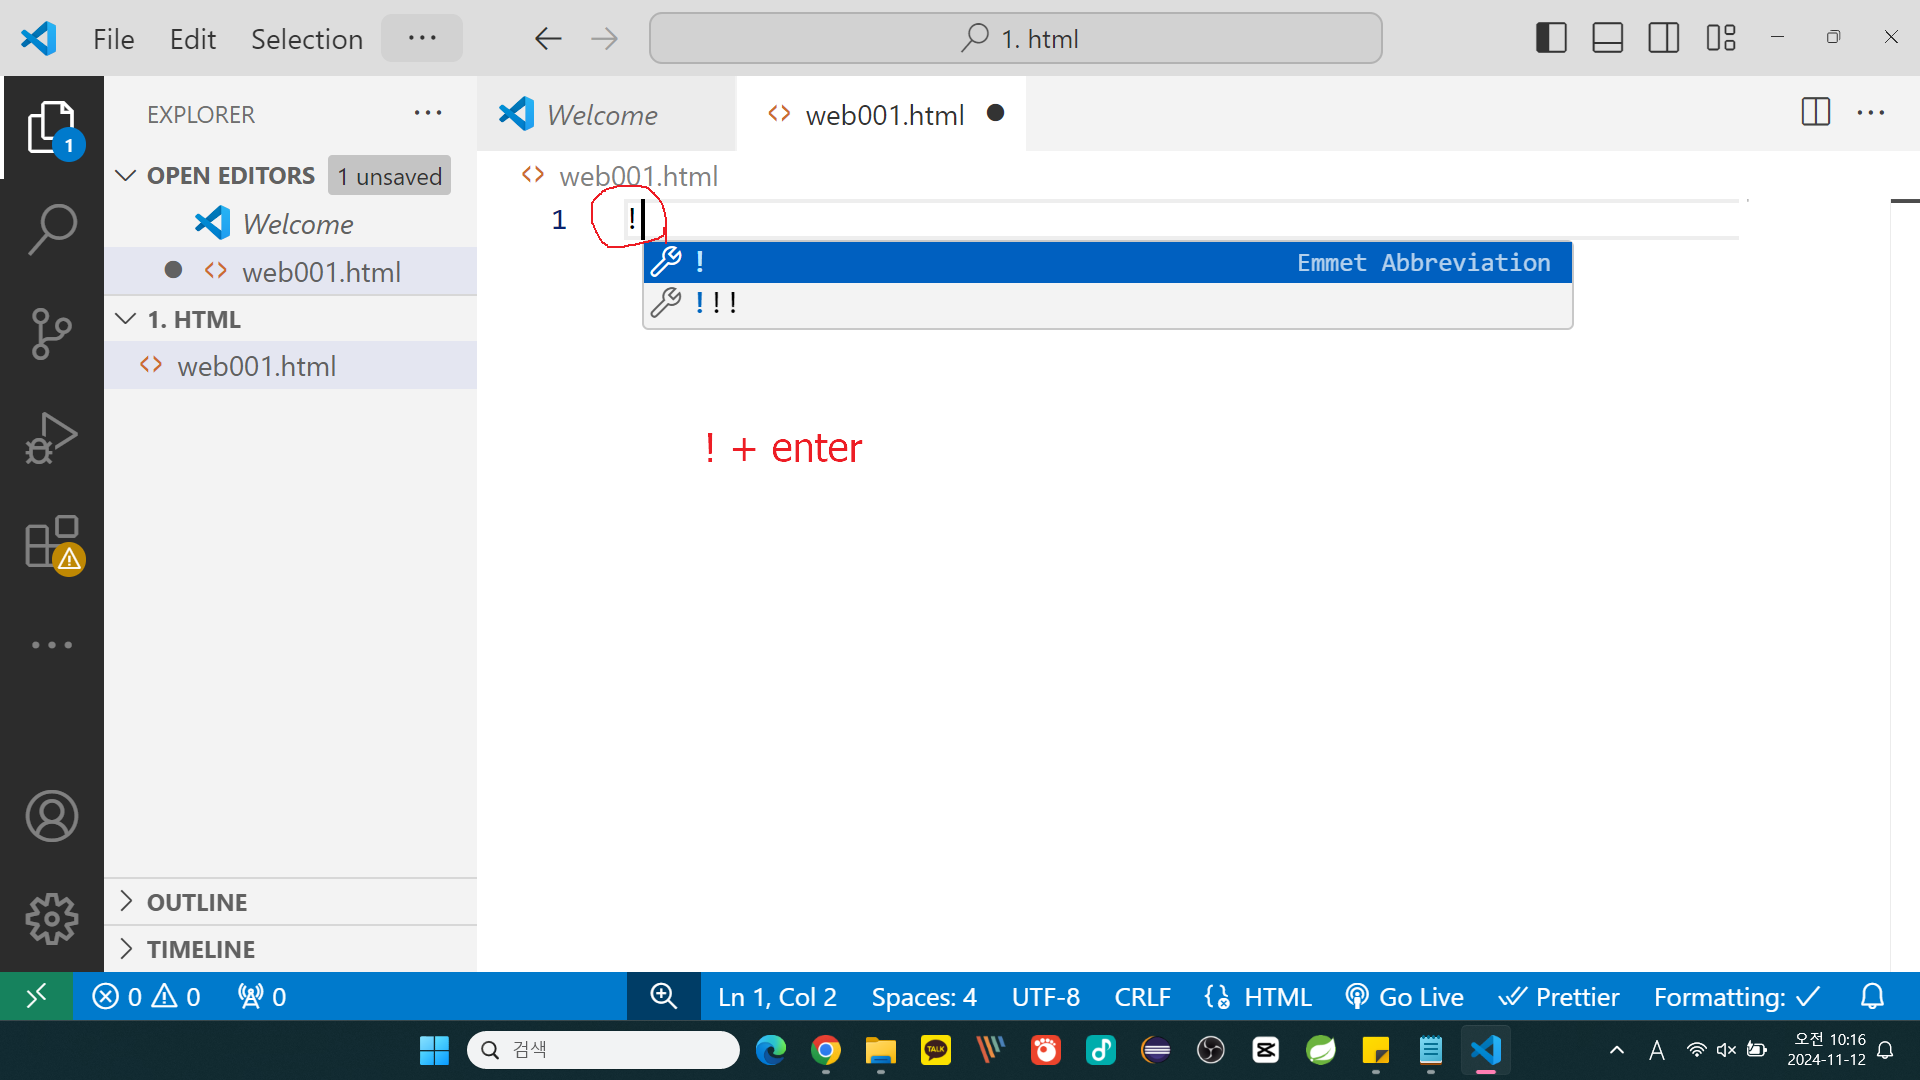 File Edit Selection ··· 1. html
EXPLORER ···
Welcome web001.html
OPEN EDITORS 1 unsaved
Welcome
web001.html
1. HTML
web001.html
OUTLINE
TIMELINE
web001.html
1 !
! Emmet Abbreviation
!!!
! + enter
1
0 0 0 Ln 1, Col 2 Spaces: 4 UTF-8 CRLF HTML Go Live Prettier Formatting:
검색
TALK
A
오전 10:16
2024-11-12